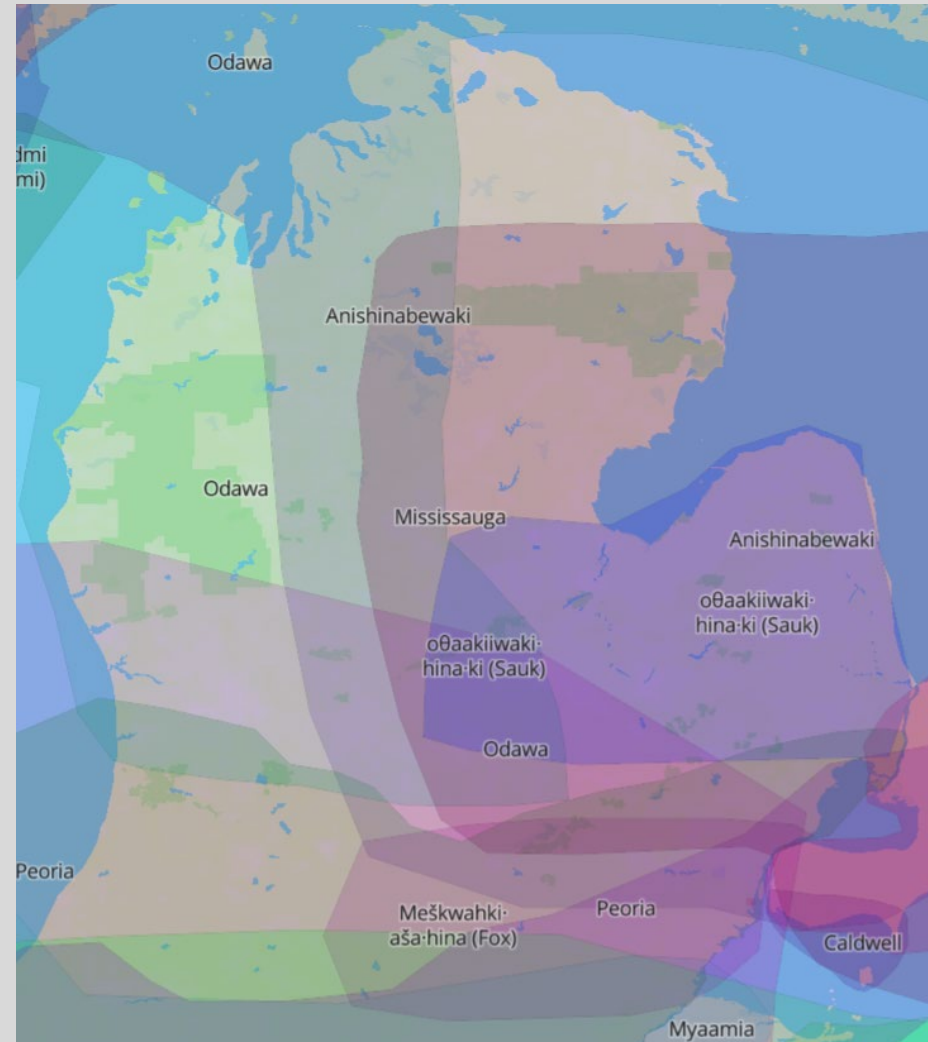 Odawa
dmi
mi)
Anishinabewaki
Odawa
Mississauga
Anishinabewaki
oθaakiiwaki·
hina·ki (Sauk)
oθaakiiwaki·
hina·ki (Sauk)
Odawa
Peoria
Meškwahki·
aša·hina (Fox)
Peoria
Caldwell
Myaamia